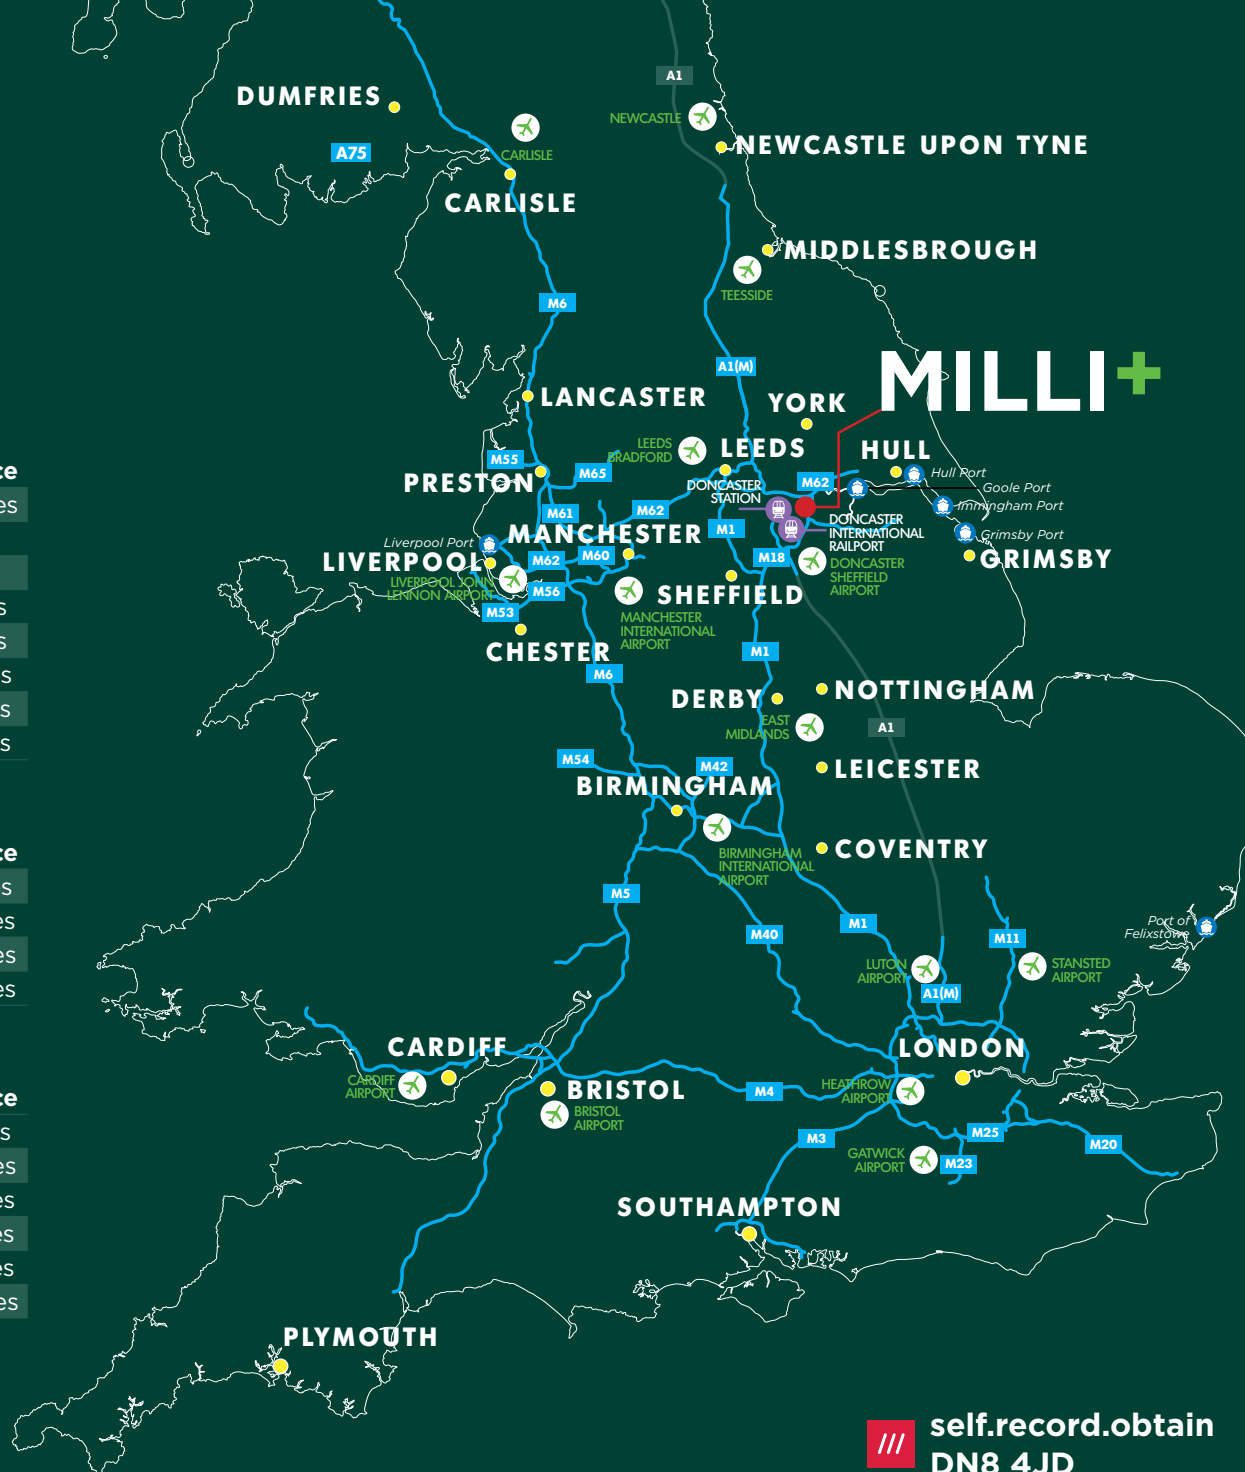 A1
DUMFRIES
NEWCASTLE
NEWCASTLE UPON TYNE
A75
CARLISLE
CARLISLE
MIDDLESBROUGH
TEESSIDE
M6
A1(M)
MILLI+
LANCASTER
YORK
LEEDS
BRADFORD
LEEDS
HULL
M55
M65
PRESTON
Hull Port
DONCASTER
STATION
M62
Goole Port
M61
M62
Immingham Port
MANCHESTER
M1
DONCASTER
INTERNATIONAL
RAILPORT
Liverpool Port
Grimsby Port
LIVERPOOL
M62
M60
M18
GRIMSBY
LIVERPOOL JOHN
LENNON AIRPORT
M56
DONCASTER
SHEFFIELD
AIRPORT
SHEFFIELD
M53
MANCHESTER
INTERNATIONAL
AIRPORT
CHESTER
M1
M6
DERBY
NOTTINGHAM
EAST
MIDLANDS
A1
M54
M42
LEICESTER
BIRMINGHAM
COVENTRY
BIRMINGHAM
INTERNATIONAL
AIRPORT
M5
M1
M40
M11
Port of
Felixstowe
LUTON
AIRPORT
STANSTED
AIRPORT
A1(M)
CARDIFF
LONDON
CARDIFF
AIRPORT
BRISTOL
M4
HEATHROW
AIRPORT
BRISTOL
AIRPORT
M3
M25
M20
GATWICK
AIRPORT
M23
SOUTHAMPTON
PLYMOUTH
self.record.obtain
DN8 4JD